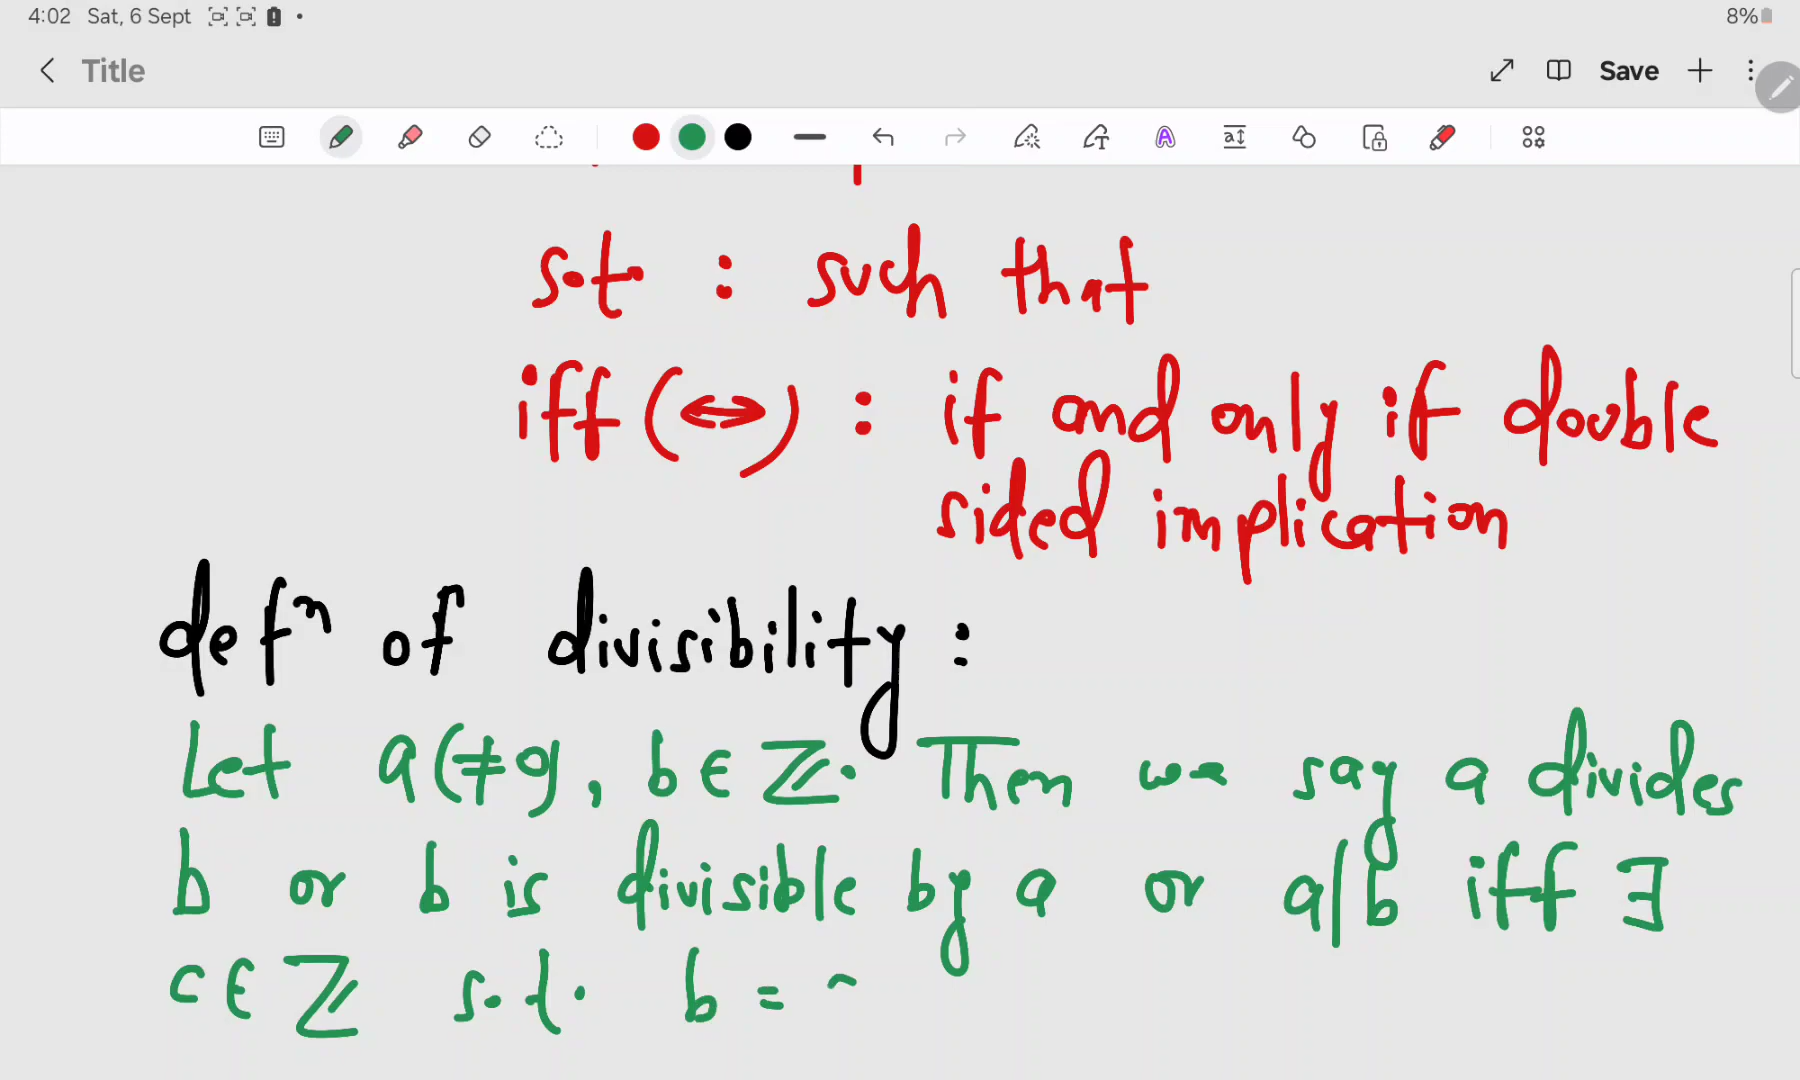 4:02 Sat, 6 Sept 8%
Title Save
s.t. : such that
iff (↔) : if and only if double
sided implication
defⁿ of divisibility :
Let a(≠0), b ∈ ℤ. Then we say a divides
b or b is divisible by a or a|b iff ∃
c ∈ ℤ s.t. b =